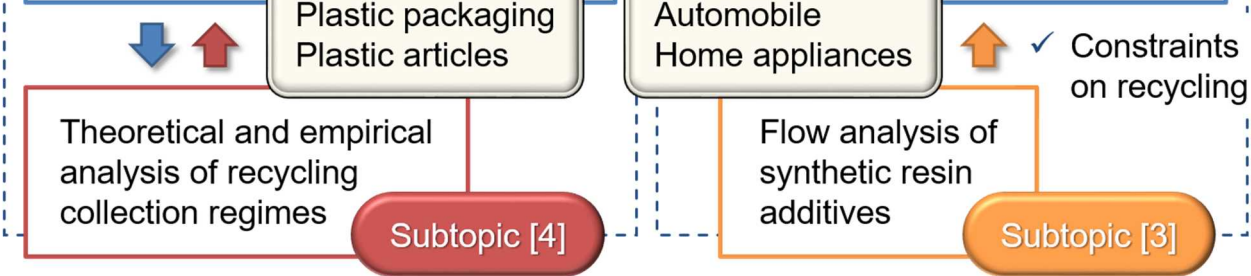 Plastic packaging
Plastic articles
Automobile
Home appliances
✓ Constraints
on recycling
Theoretical and empirical
analysis of recycling
collection regimes
Subtopic [4]
Flow analysis of
synthetic resin
additives
Subtopic [3]